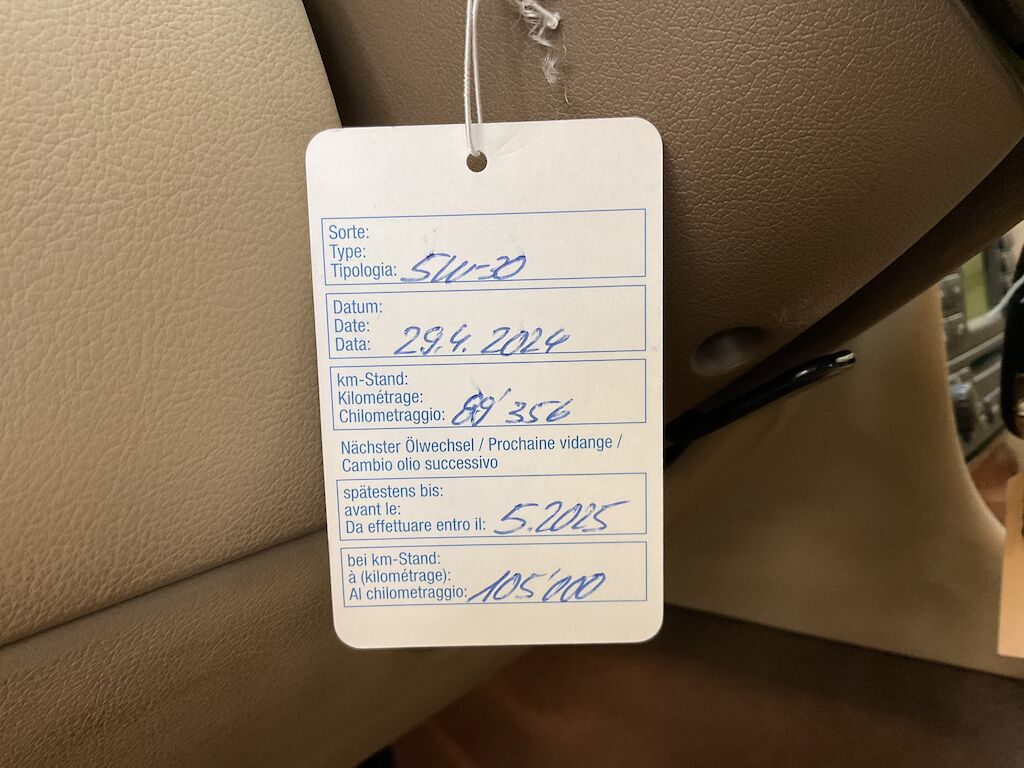 Sorte:
Type:
Tipologia: 5W-30
Datum:
Date:
Data: 29.4. 2024
km-Stand:
Kilométrage:
Chilometraggio: 89'356
Nächster Ölwechsel / Prochaine vidange /
Cambio olio successivo
spätestens bis:
avant le:
Da effettuare entro il: 5.2025
bei km-Stand:
à (kilométrage):
Al chilometraggio: 105'000